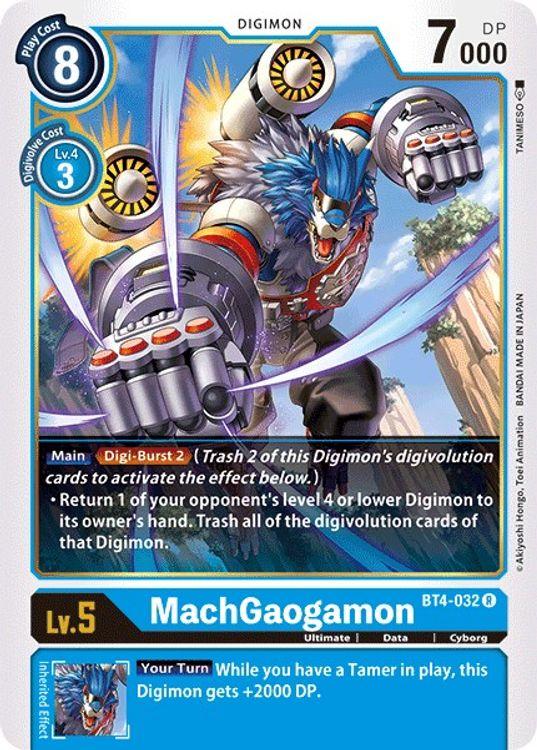 Play Cost
8
DIGIMON
DP
7000
Digivolve Cost
Lv.4
3
TANIMESO
©Akiyoshi Hongo, Toei Animation BANDAI MADE IN JAPAN
Main Digi-Burst 2 (Trash 2 of this Digimon's digivolution
cards to activate the effect below.)
• Return 1 of your opponent's level 4 or lower Digimon to
its owner's hand. Trash all of the digivolution cards of
that Digimon.
Lv.5
MachGaogamon
BT4-032 R
Ultimate | Data | Cyborg
Inherited Effect
Your Turn While you have a Tamer in play, this
Digimon gets +2000 DP.